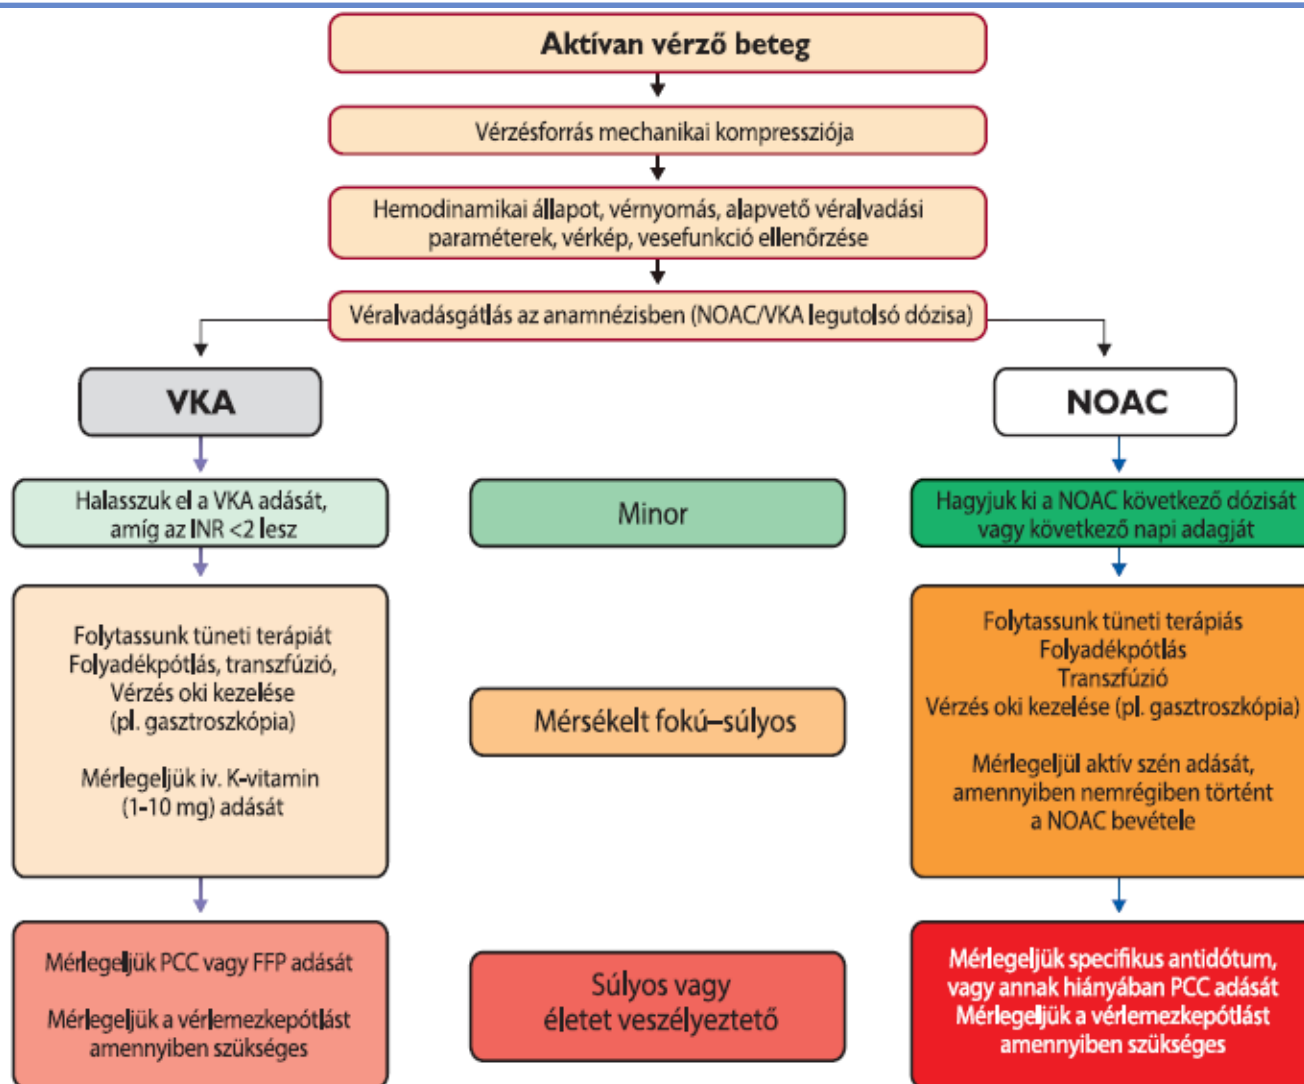 Aktívan vérző beteg
Vérzésforrás mechanikai kompressziója
Hemodinamikai állapot, vérnyomás, alapvető véralvadási
paraméterek, vérkép, vesefunkció ellenőrzése
Véralvadásgátlás az anamnézisben (NOAC/VKA legutolsó dózisa)
VKA
NOAC
Halasszuk el a VKA adását,
amíg az INR <2 lesz
Minor
Hagyjuk ki a NOAC következő dózisát
vagy következő napi adagját
Folytassunk tüneti terápiát
Folyadékpótlás, transzfúzió,
Vérzés oki kezelése
(pl. gasztroszkópia)
Mérlegeljük iv. K-vitamin
(1-10 mg) adását
Mérsékelt fokú–súlyos
Folytassunk tüneti terápiás
Folyadékpótlás
Transzfúzió
Vérzés oki kezelése (pl. gasztroszkópia)
Mérlegeljül aktív szén adását,
amennyiben nemrégiben történt
a NOAC bevétele
Mérlegeljük PCC vagy FFP adását
Mérlegeljük a vérlemezkepótlást
amennyiben szükséges
Súlyos vagy
életet veszélyeztető
Mérlegeljük specifikus antidótum,
vagy annak hiányában PCC adását
Mérlegeljük a vérlemezkepótlást
amennyiben szükséges